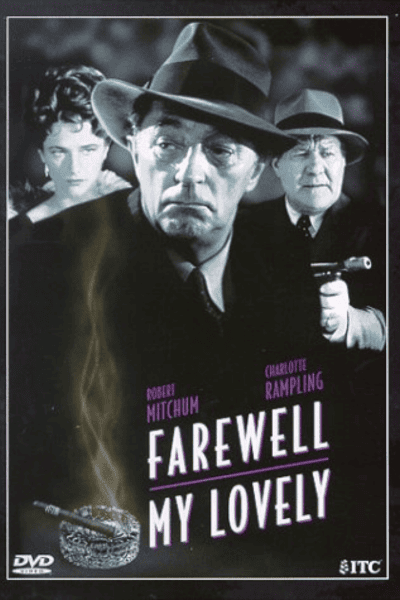 ROBERT
MITCHUM
CHARLOTTE
RAMPLING
FAREWELL
MY LOVELY
DVD
VIDEO
ITC